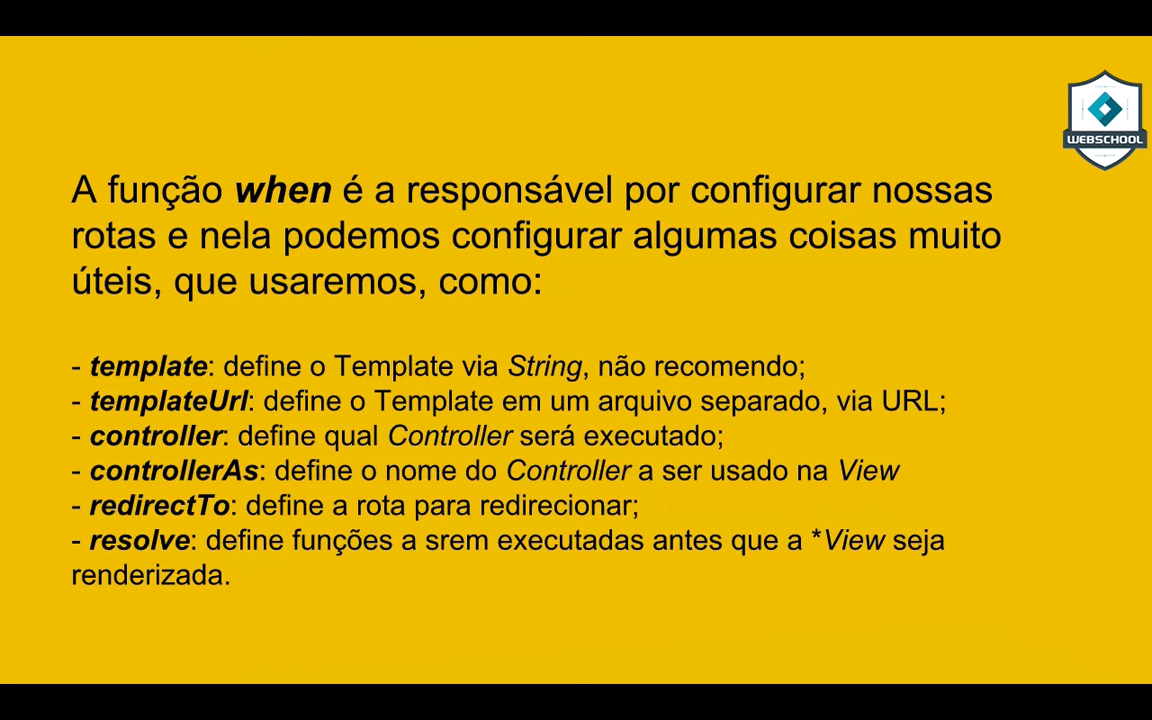 WEBSCHOOL
A função when é a responsável por configurar nossas
rotas e nela podemos configurar algumas coisas muito
úteis, que usaremos, como:
- template: define o Template via String, não recomendo;
- templateUrl: define o Template em um arquivo separado, via URL;
- controller: define qual Controller será executado;
- controllerAs: define o nome do Controller a ser usado na View
- redirectTo: define a rota para redirecionar;
- resolve: define funções a srem executadas antes que a *View seja
renderizada.